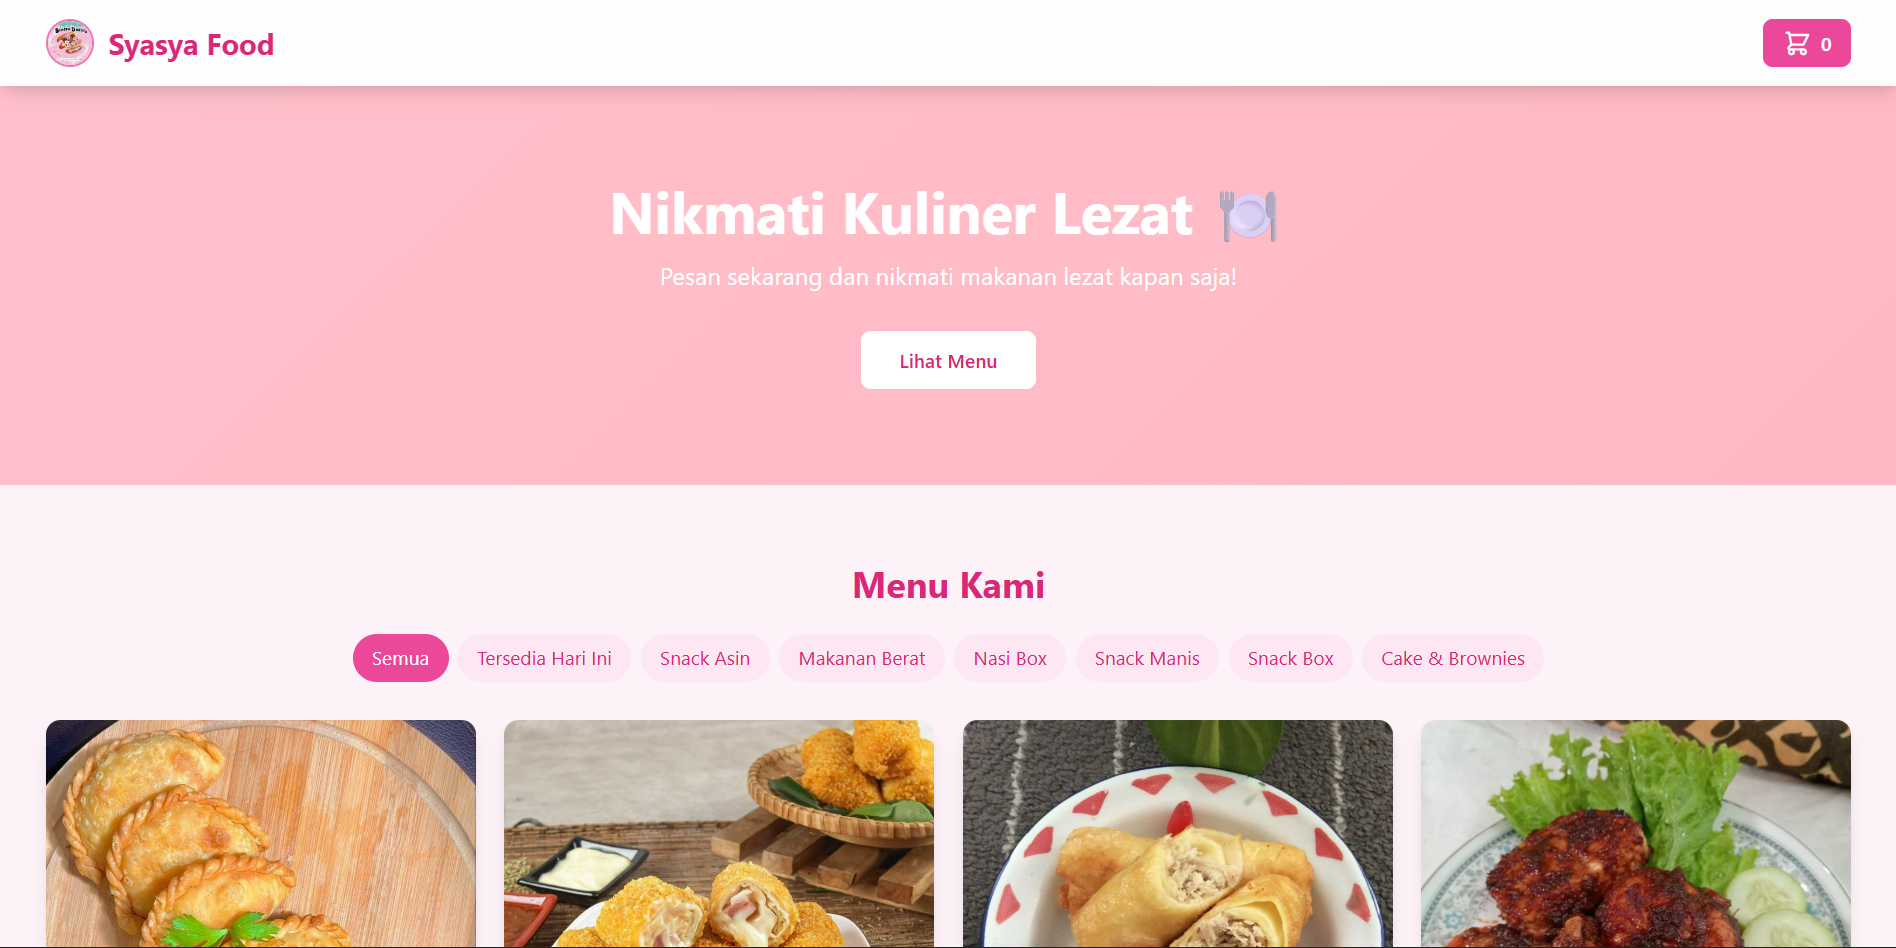 Syasya Food
0
Nikmati Kuliner Lezat 🍽️
Pesan sekarang dan nikmati makanan lezat kapan saja!
Lihat Menu
Menu Kami
Semua
Tersedia Hari Ini
Snack Asin
Makanan Berat
Nasi Box
Snack Manis
Snack Box
Cake & Brownies